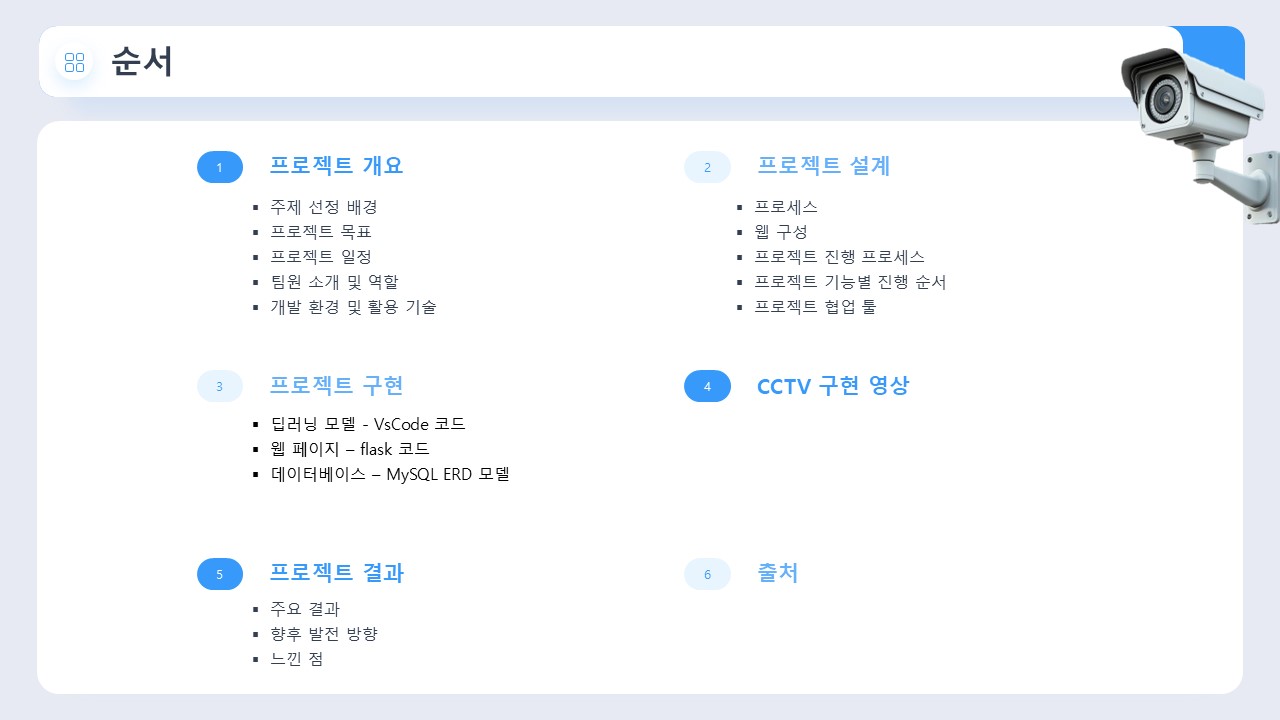 순서
1 프로젝트 개요
▪ 주제 선정 배경
▪ 프로젝트 목표
▪ 프로젝트 일정
▪ 팀원 소개 및 역할
▪ 개발 환경 및 활용 기술
2 프로젝트 설계
▪ 프로세스
▪ 웹 구성
▪ 프로젝트 진행 프로세스
▪ 프로젝트 기능별 진행 순서
▪ 프로젝트 협업 툴
3 프로젝트 구현
▪ 딥러닝 모델 - VsCode 코드
▪ 웹 페이지 – flask 코드
▪ 데이터베이스 – MySQL ERD 모델
4 CCTV 구현 영상
5 프로젝트 결과
▪ 주요 결과
▪ 향후 발전 방향
▪ 느낀 점
6 출처